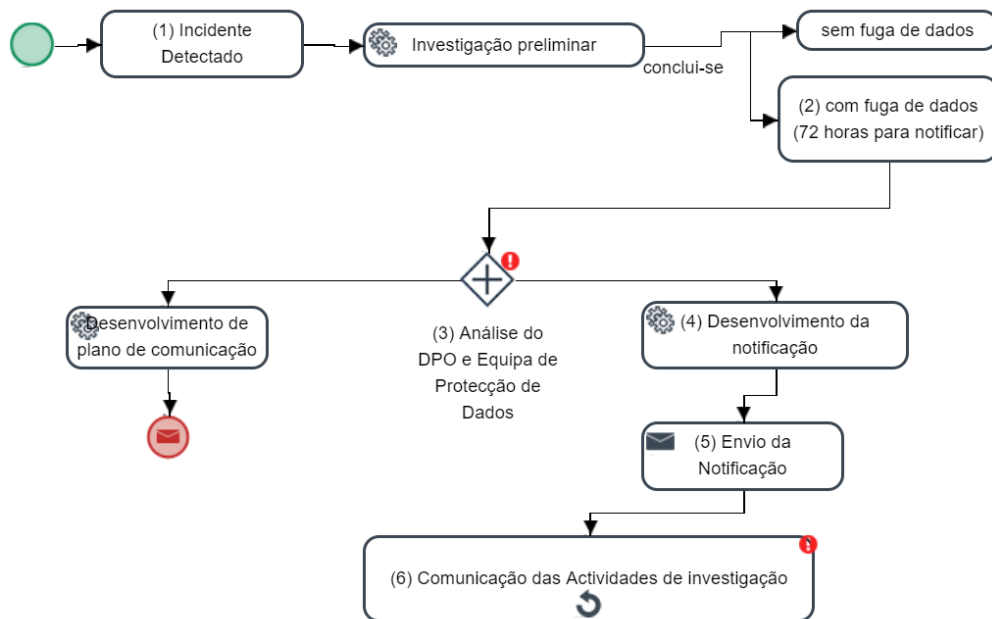 (1) Incidente
Detectado
Investigação preliminar
conclui-se
sem fuga de dados
(2) com fuga de dados
(72 horas para notificar)
(3) Análise do
DPO e Equipa de
Protecção de
Dados
Desenvolvimento de
plano de comunicação
(4) Desenvolvimento da
notificação
(5) Envio da
Notificação
(6) Comunicação das Actividades de investigação